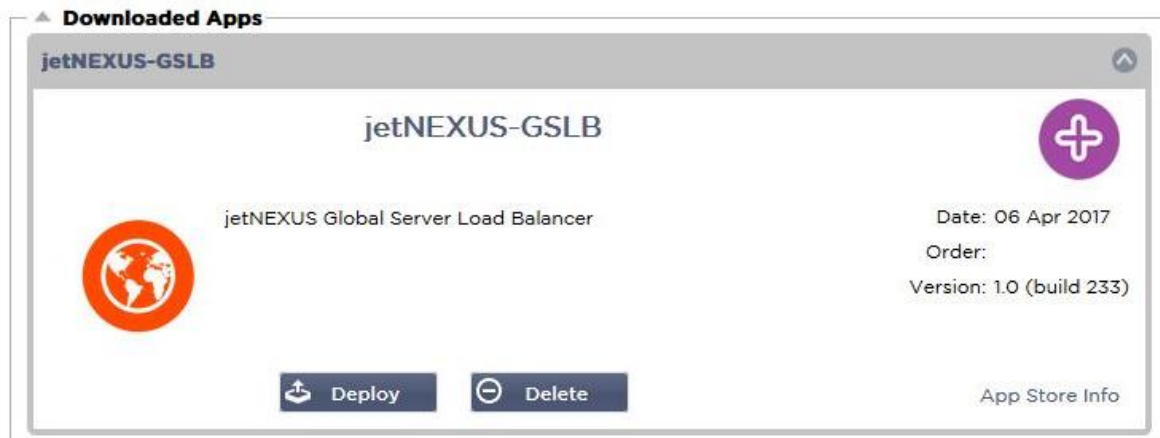 Downloaded Apps
jetNEXUS-GSLB
jetNEXUS-GSLB
jetNEXUS Global Server Load Balancer
Date: 06 Apr 2017
Order:
Version: 1.0 (build 233)
Deploy
Delete
App Store Info